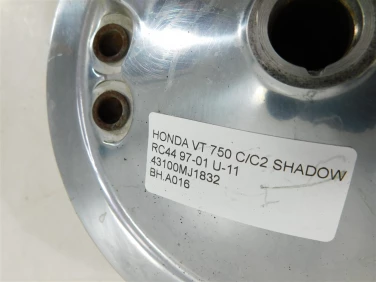 HONDA VT 750 C/C2 SHADOW
RC44 97-01 U-11
43100MJ1832
BH.A016